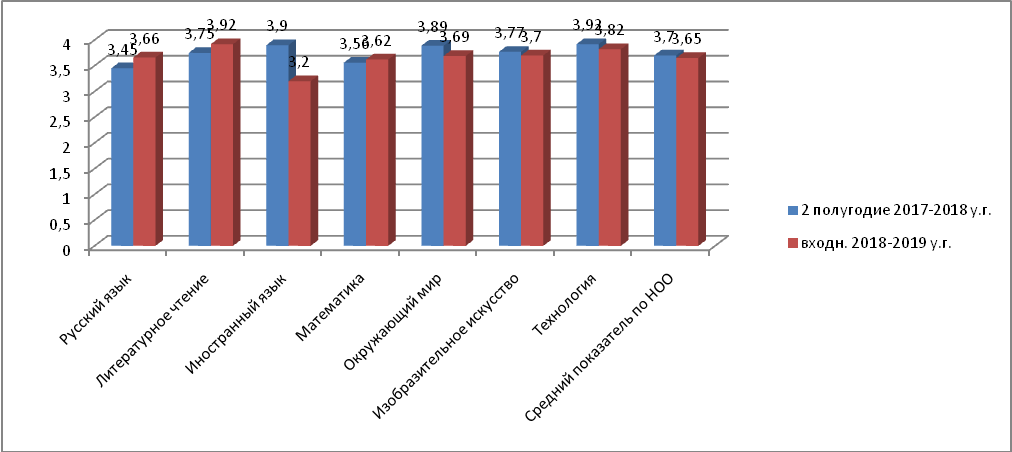 3,45
3,66
3,75
3,92
3,9
3,2
3,56
3,62
3,89
3,69
3,77
3,7
3,92
3,82
3,7
3,65
4
3,5
3
2,5
2
1,5
1
0,5
0
Русский язык
Литературное чтение
Иностранный язык
Математика
Окружающий мир
Изобразительное искусство
Технология
Средний показатель по НОО
2 полугодие 2017-2018 у.г.
входн. 2018-2019 у.г.